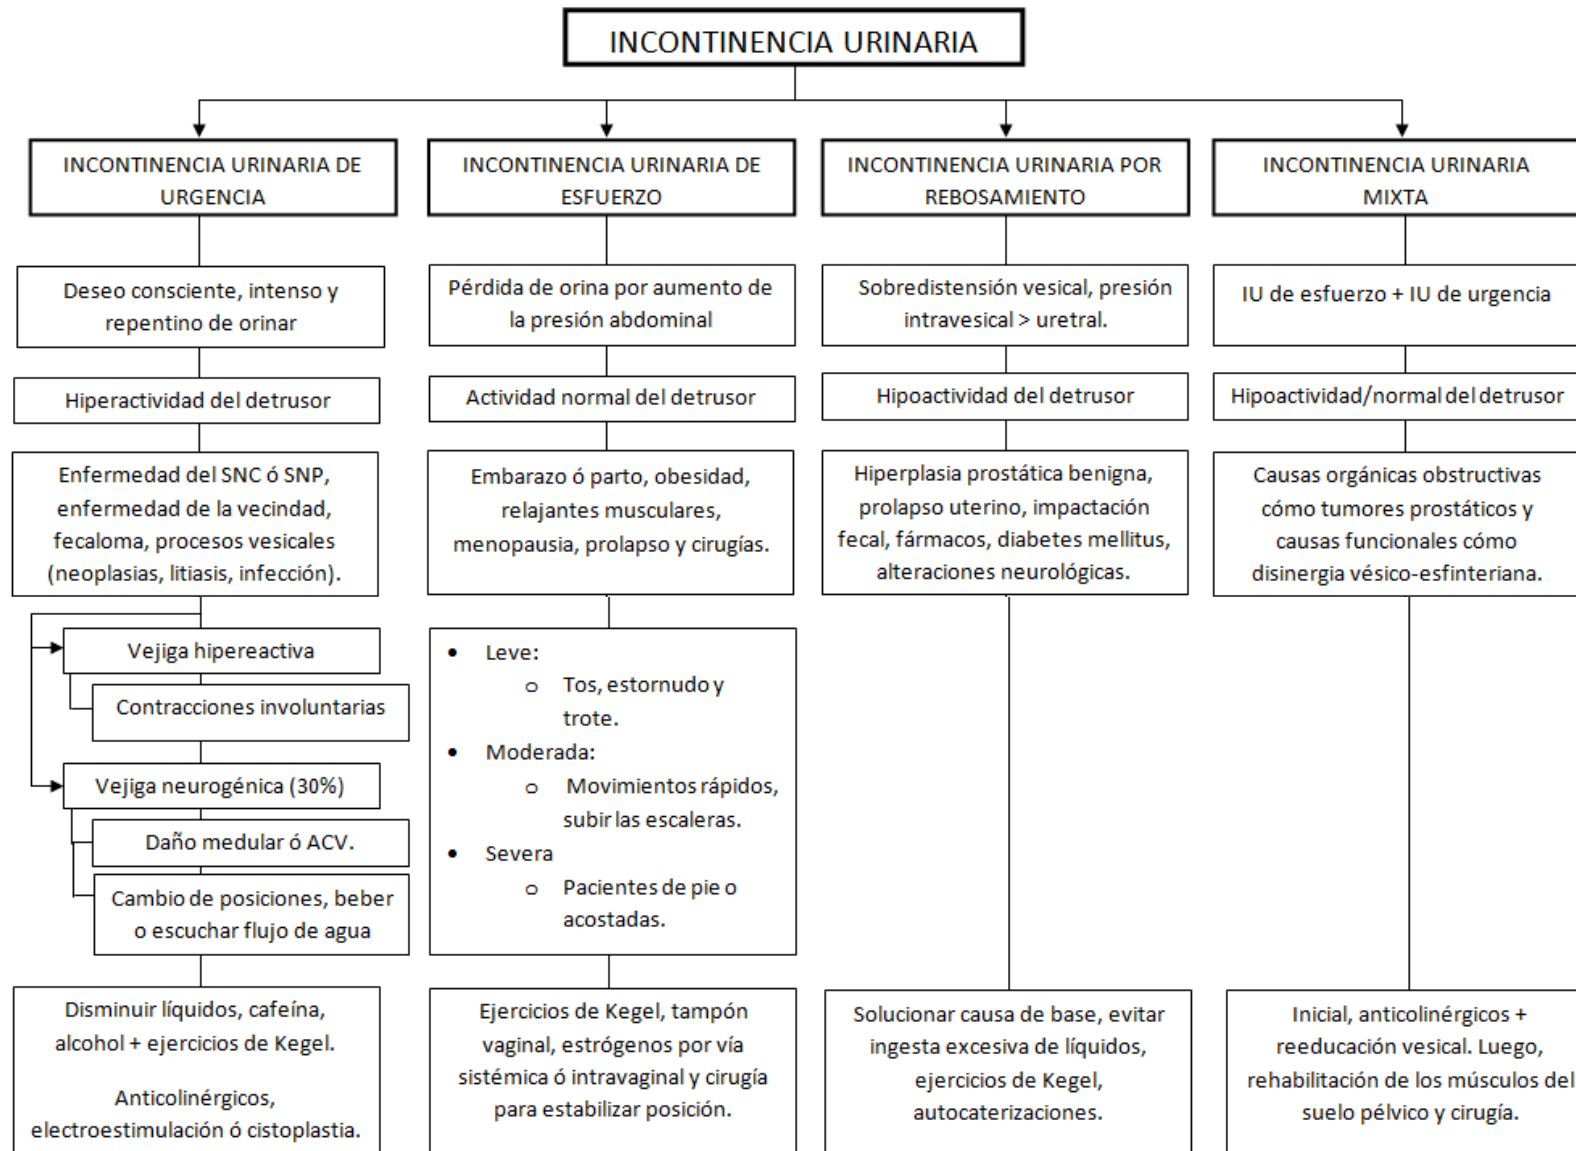 INCONTINENCIA URINARIA
INCONTINENCIA URINARIA DE
URGENCIA
Deseo consciente, intenso y
repentino de orinar
Hiperactividad del detrusor
Enfermedad del SNC ó SNP,
enfermedad de la vecindad,
fecaloma, procesos vesicales
(neoplasias, litiasis, infección).
Vejiga hipereactiva
Contracciones involuntarias
Vejiga neurogénica (30%)
Daño medular ó ACV.
Cambio de posiciones, beber
o escuchar flujo de agua
Disminuir líquidos, cafeína,
alcohol + ejercicios de Kegel.
Anticolinérgicos,
electroestimulación ó cistoplastia.
INCONTINENCIA URINARIA DE
ESFUERZO
Pérdida de orina por aumento de
la presión abdominal
Actividad normal del detrusor
Embarazo ó parto, obesidad,
relajantes musculares,
menopausia, prolapso y cirugías.
• Leve:
o Tos, estornudo y
trote.
• Moderada:
o Movimientos rápidos,
subir las escaleras.
• Severa
o Pacientes de pie o
acostadas.
Ejercicios de Kegel, tampón
vaginal, estrógenos por vía
sistémica ó intravaginal y cirugía
para estabilizar posición.
INCONTINENCIA URINARIA POR
REBOSAMIENTO
Sobredistensión vesical, presión
intravesical > uretral.
Hipoactividad del detrusor
Hiperplasia prostática benigna,
prolapso uterino, impactación
fecal, fármacos, diabetes mellitus,
alteraciones neurológicas.
Solucionar causa de base, evitar
ingesta excesiva de líquidos,
ejercicios de Kegel,
autocaterizaciones.
INCONTINENCIA URINARIA
MIXTA
IU de esfuerzo + IU de urgencia
Hipoactividad/normal del detrusor
Causas orgánicas obstructivas
cómo tumores prostáticos y
causas funcionales cómo
disinergia vésico-esfinteriana.
Inicial, anticolinérgicos +
reeducación vesical. Luego,
rehabilitación de los músculos del
suelo pélvico y cirugía.